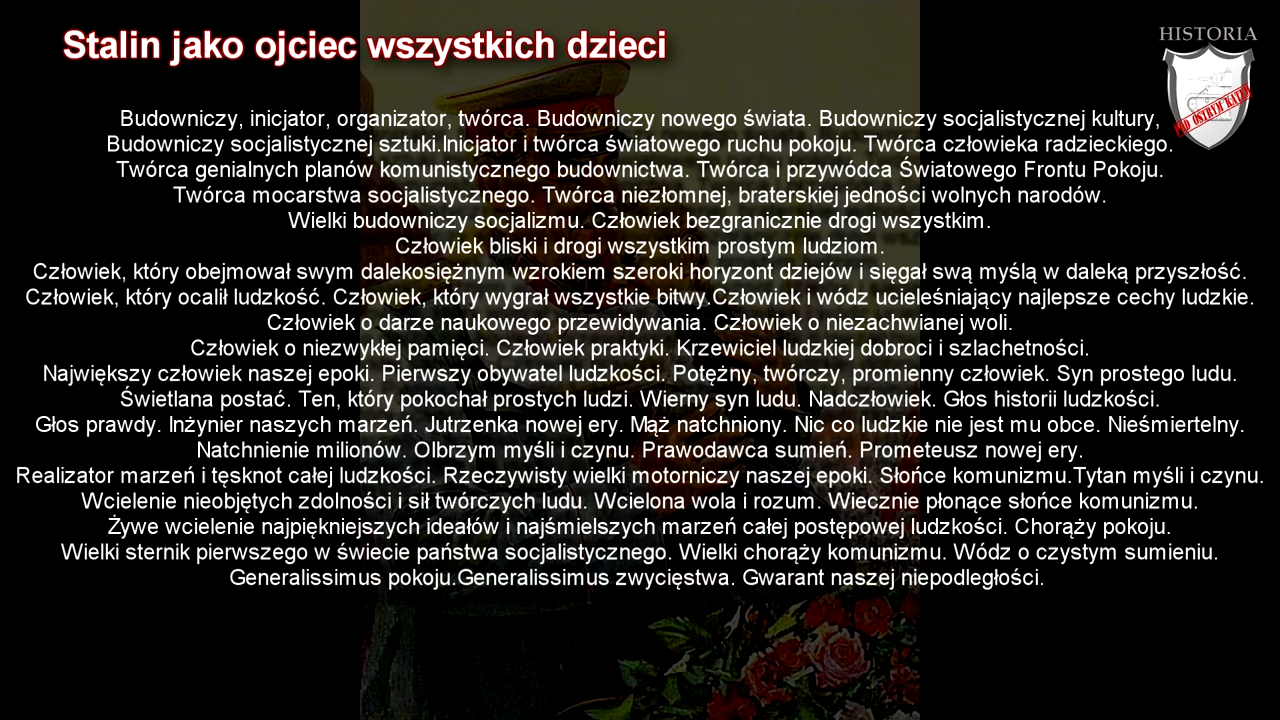 Stalin jako ojciec wszystkich dzieci
HISTORIA
POD OSTRYM KĄTEM
Budowniczy, inicjator, organizator, twórca. Budowniczy nowego świata. Budowniczy socjalistycznej kultury,
Budowniczy socjalistycznej sztuki.Inicjator i twórca światowego ruchu pokoju. Twórca człowieka radzieckiego.
Twórca genialnych planów komunistycznego budownictwa. Twórca i przywódca Światowego Frontu Pokoju.
Twórca mocarstwa socjalistycznego. Twórca niezłomnej, braterskiej jedności wolnych narodów.
Wielki budowniczy socjalizmu. Człowiek bezgranicznie drogi wszystkim.
Człowiek bliski i drogi wszystkim prostym ludziom.
Człowiek, który obejmował swym dalekosiężnym wzrokiem szeroki horyzont dziejów i sięgał swą myślą w daleką przyszłość.
Człowiek, który ocalił ludzkość. Człowiek, który wygrał wszystkie bitwy.Człowiek i wódz ucieleśniający najlepsze cechy ludzkie.
Człowiek o darze naukowego przewidywania. Człowiek o niezachwianej woli.
Człowiek o niezwykłej pamięci. Człowiek praktyki. Krzewiciel ludzkiej dobroci i szlachetności.
Największy człowiek naszej epoki. Pierwszy obywatel ludzkości. Potężny, twórczy, promienny człowiek. Syn prostego ludu.
Świetlana postać. Ten, który pokochał prostych ludzi. Wierny syn ludu. Nadczłowiek. Głos historii ludzkości.
Głos prawdy. Inżynier naszych marzeń. Jutrzenka nowej ery. Mąż natchniony. Nic co ludzkie nie jest mu obce. Nieśmiertelny.
Natchnienie milionów. Olbrzym myśli i czynu. Prawodawca sumień. Prometeusz nowej ery.
Realizator marzeń i tęsknot całej ludzkości. Rzeczywisty wielki motorniczy naszej epoki. Słońce komunizmu.Tytan myśli i czynu.
Wcielenie nieobjętych zdolności i sił twórczych ludu. Wcielona wola i rozum. Wiecznie płonące słońce komunizmu.
Żywe wcielenie najpiękniejszych ideałów i najśmielszych marzeń całej postępowej ludzkości. Chorąży pokoju.
Wielki sternik pierwszego w świecie państwa socjalistycznego. Wielki chorąży komunizmu. Wódz o czystym sumieniu.
Generalissimus pokoju.Generalissimus zwycięstwa. Gwarant naszej niepodległości.